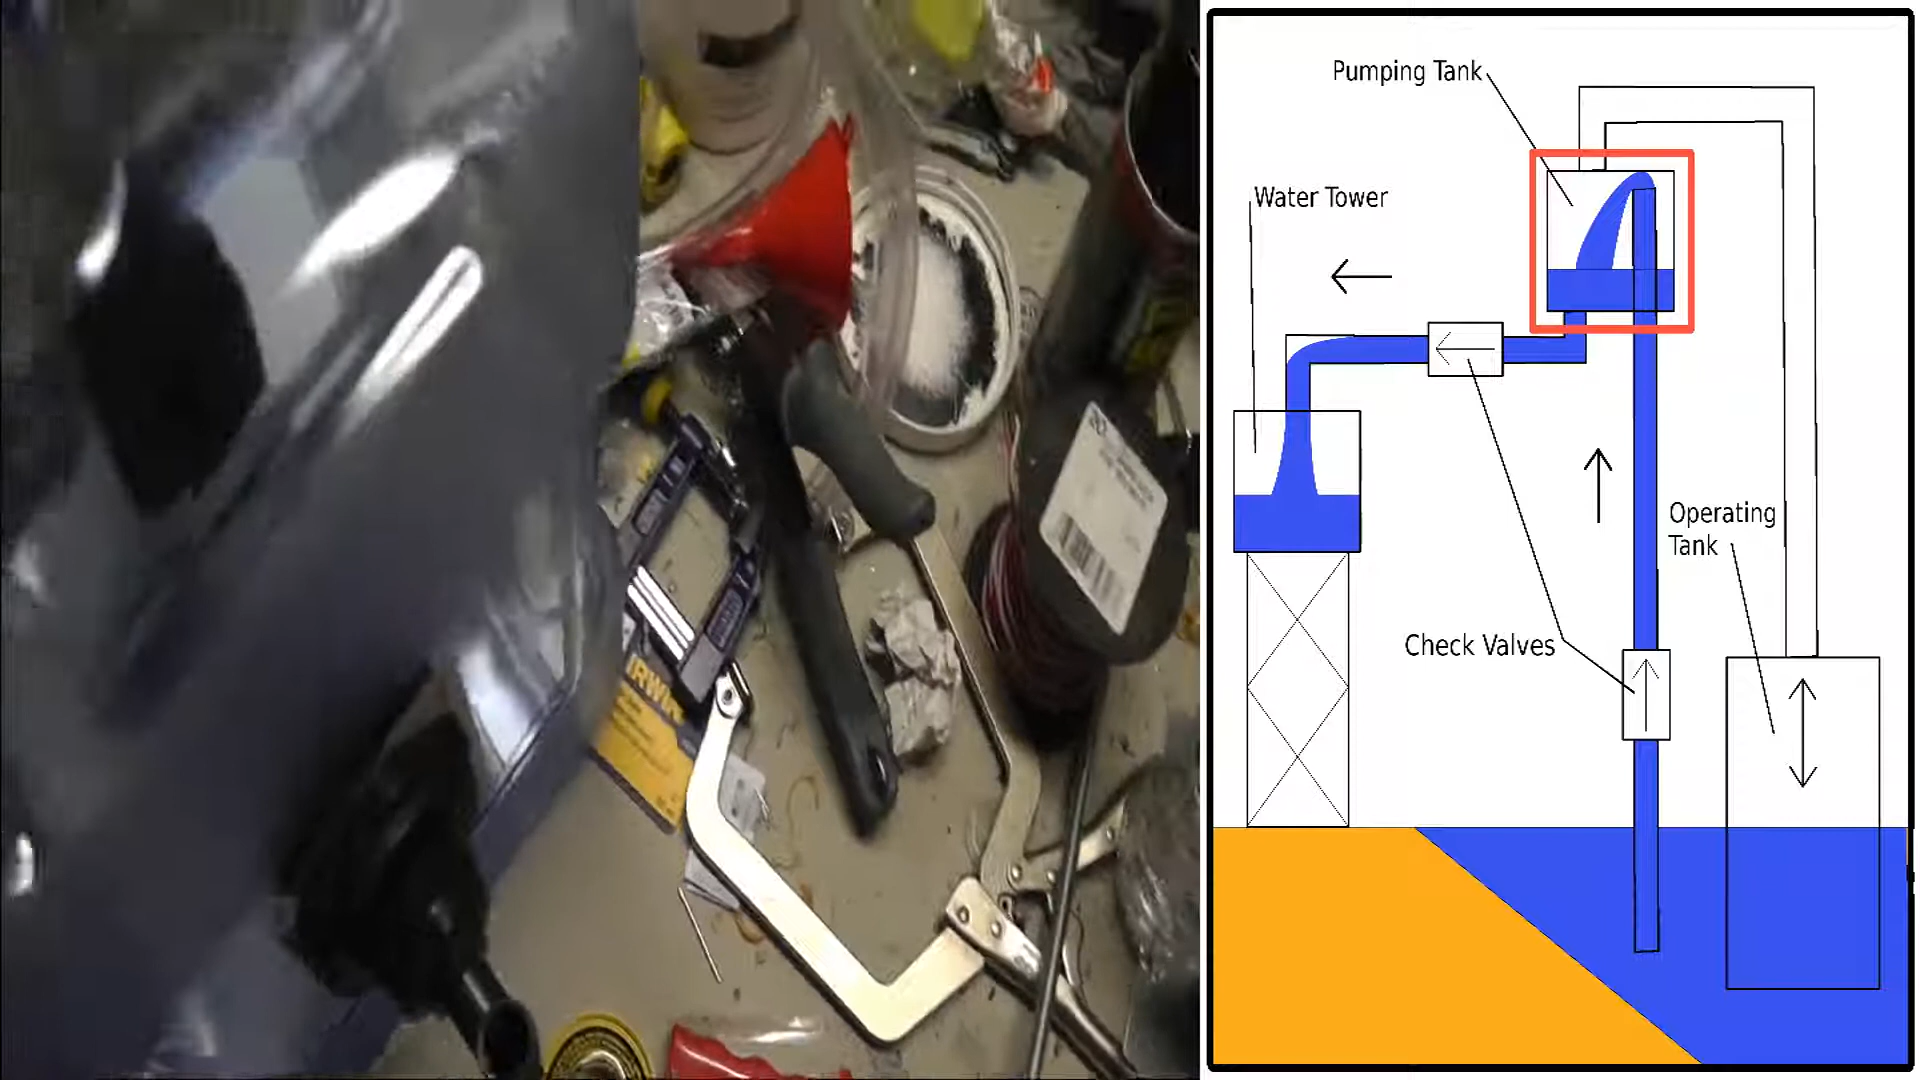 Pumping Tank
Water Tower
Operating
Tank
Check Valves
IRWIN